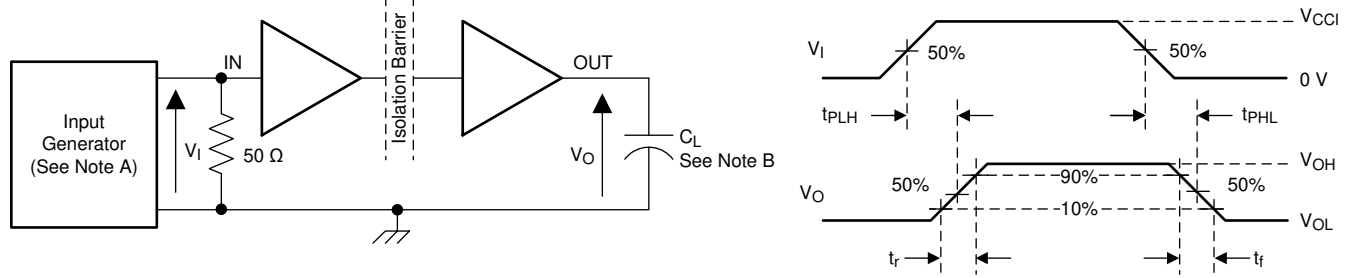 Input
Generator
(See Note A)
V_I
IN
50 Ω
Isolation Barrier
OUT
V_O
C_L
See Note B
V_I
50%
50%
V_CCI
0 V
t_PLH
t_PHL
V_O
50%
90%
50%
10%
V_OH
V_OL
t_r
t_f